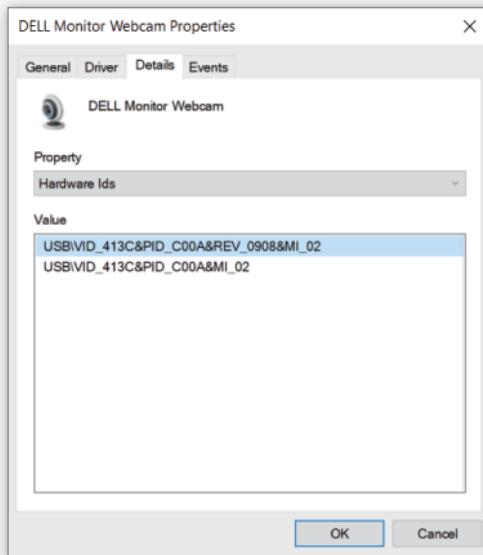 DELL Monitor Webcam Properties
General Driver Details Events
DELL Monitor Webcam
Property
Hardware Ids
Value
USB\VID_413C&PID_C00A&REV_0908&MI_02
USB\VID_413C&PID_C00A&MI_02
OK Cancel